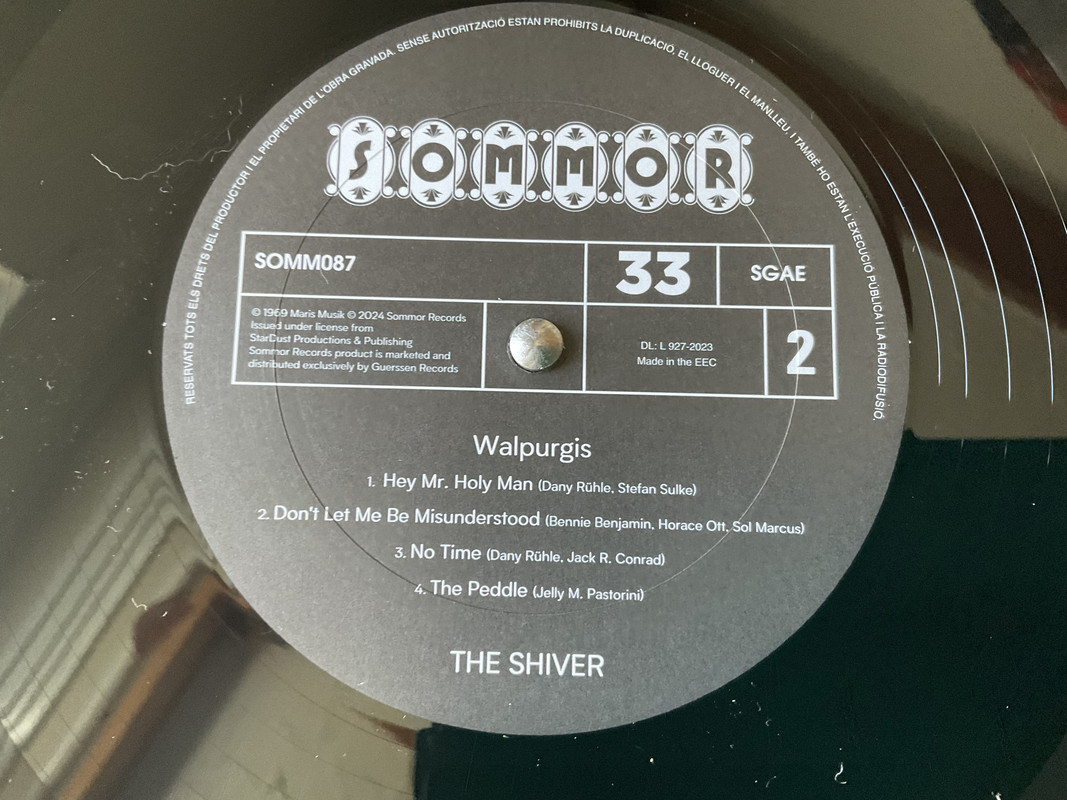 RESERVATS TOTS ELS DRETS DEL PRODUCTOR I EL PROPIETARI DE L'OBRA GRAVADA. SENSE AUTORITZACIÓ ESTAN PROHIBITS LA DUPLICACIÓ, EL LLOGUER I EL MANLLEU, I TAMBÉ HO ESTAN L'EXECUCIÓ PÚBLICA I LA RADIODIFUSIÓ.
SOMMOR
SOMM087
33
SGAE
© 1969 Maris Musik © 2024 Sommor Records
Issued under license from
StarDust Productions & Publishing
Sommor Records product is marketed and
distributed exclusively by Guerssen Records
DL: L 927-2023
Made in the EEC
2
Walpurgis
1. Hey Mr. Holy Man (Dany Rühle, Stefan Sulke)
2. Don't Let Me Be Misunderstood (Bennie Benjamin, Horace Ott, Sol Marcus)
3. No Time (Dany Rühle, Jack R. Conrad)
4. The Peddle (Jelly M. Pastorini)
THE SHIVER